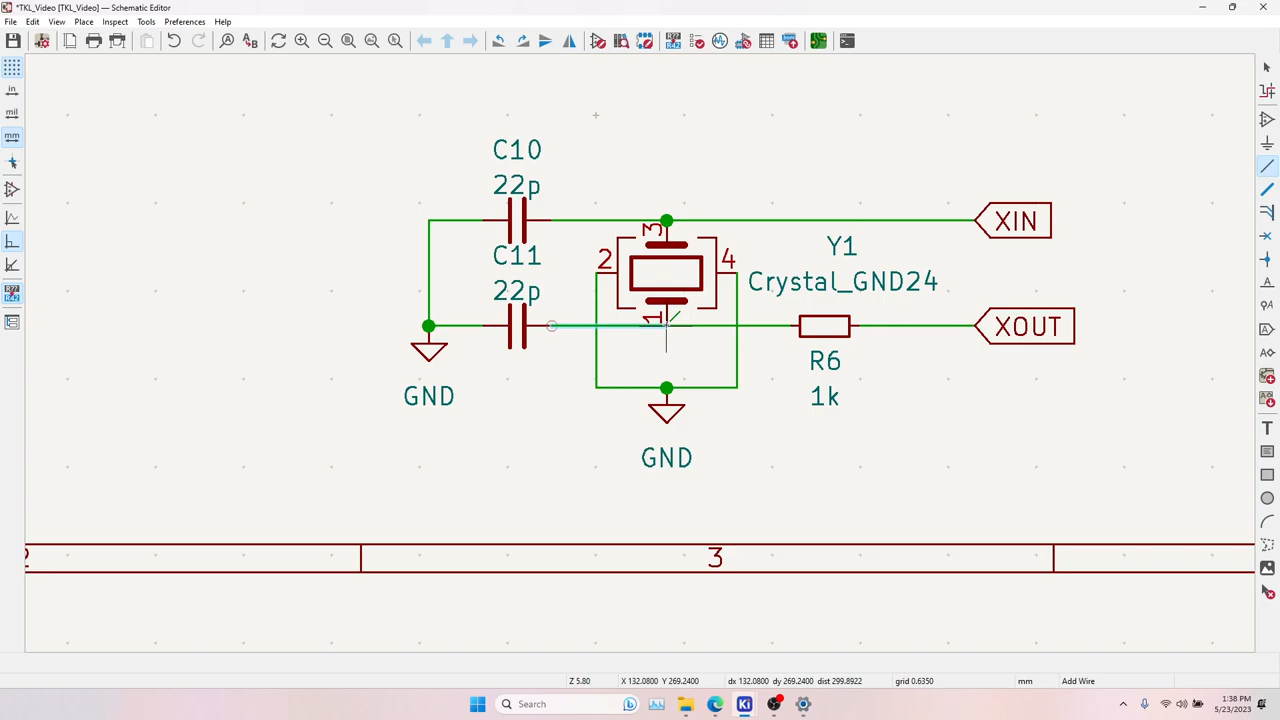 *TKL_Video [TKL_Video] — Schematic Editor
File Edit View Place Inspect Tools Preferences Help
in
mil
mm
C10
22p
C11
22p
GND
3
2
4
1
GND
Y1
Crystal_GND24
R6
1k
XIN
XOUT
3
Z 5.80 X 132.0800 Y 269.2400 dx 132.0800 dy 269.2400 dist 299.8922 grid 0.6350 mm Add Wire
Search
Ki
1:38 PM
5/23/2023